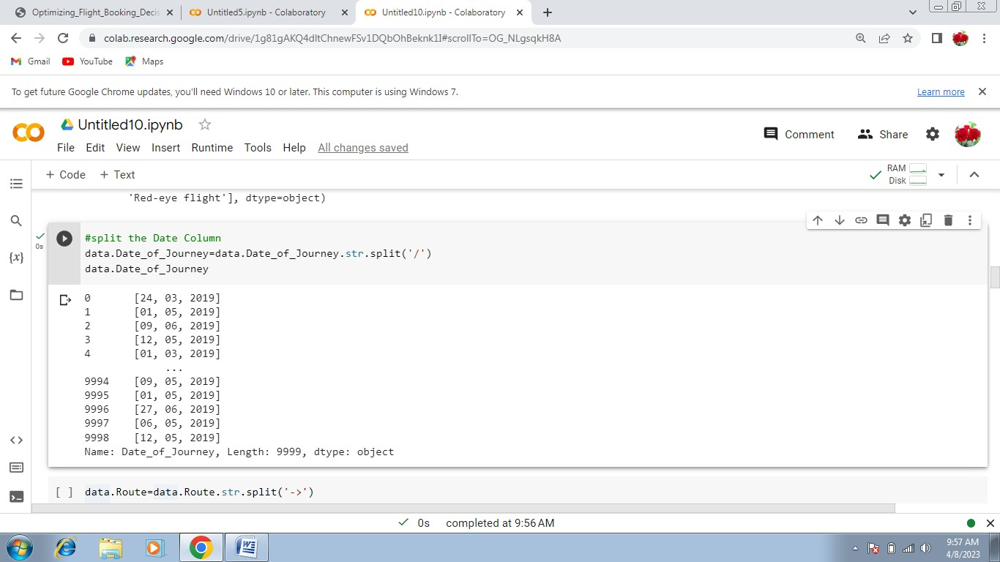 Optimizing_Flight_Booking_Decis
Untitled5.ipynb - Colaboratory
Untitled10.ipynb - Colaboratory
colab.research.google.com/drive/1g81gAKQ4dltChnewFSv1DQbOhBeknk1I#scrollTo=OG_NLgsqkH8A
Gmail YouTube Maps
To get future Google Chrome updates, you'll need Windows 10 or later. This computer is using Windows 7.
Learn more
Untitled10.ipynb
Comment Share
File Edit View Insert Runtime Tools Help All changes saved
+ Code + Text
RAM
Disk
'Red-eye flight'], dtype=object)
0s
#split the Date Column
data.Date_of_Journey=data.Date_of_Journey.str.split('/')
data.Date_of_Journey
0 [24, 03, 2019]
1 [01, 05, 2019]
2 [09, 06, 2019]
3 [12, 05, 2019]
4 [01, 03, 2019]
...
9994 [09, 05, 2019]
9995 [01, 05, 2019]
9996 [27, 06, 2019]
9997 [06, 05, 2019]
9998 [12, 05, 2019]
Name: Date_of_Journey, Length: 9999, dtype: object
[ ] data.Route=data.Route.str.split('->')
0s completed at 9:56 AM
9:57 AM
4/8/2023